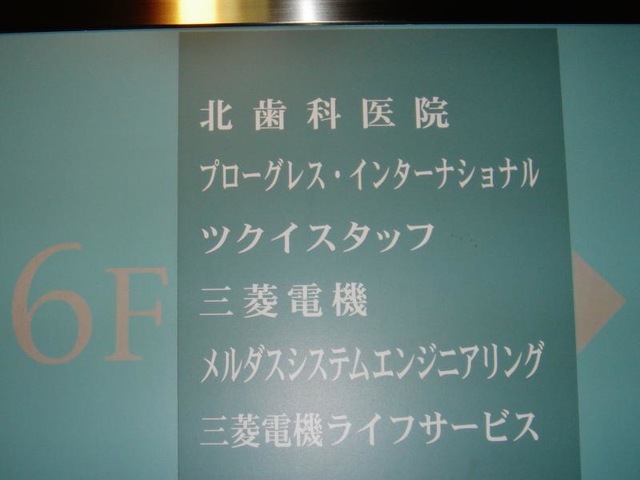 6F
北歯科医院
プローグレス・インターナショナル
ツクイスタッフ
三菱電機
メルダスシステムエンジニアリング
三菱電機ライフサービス